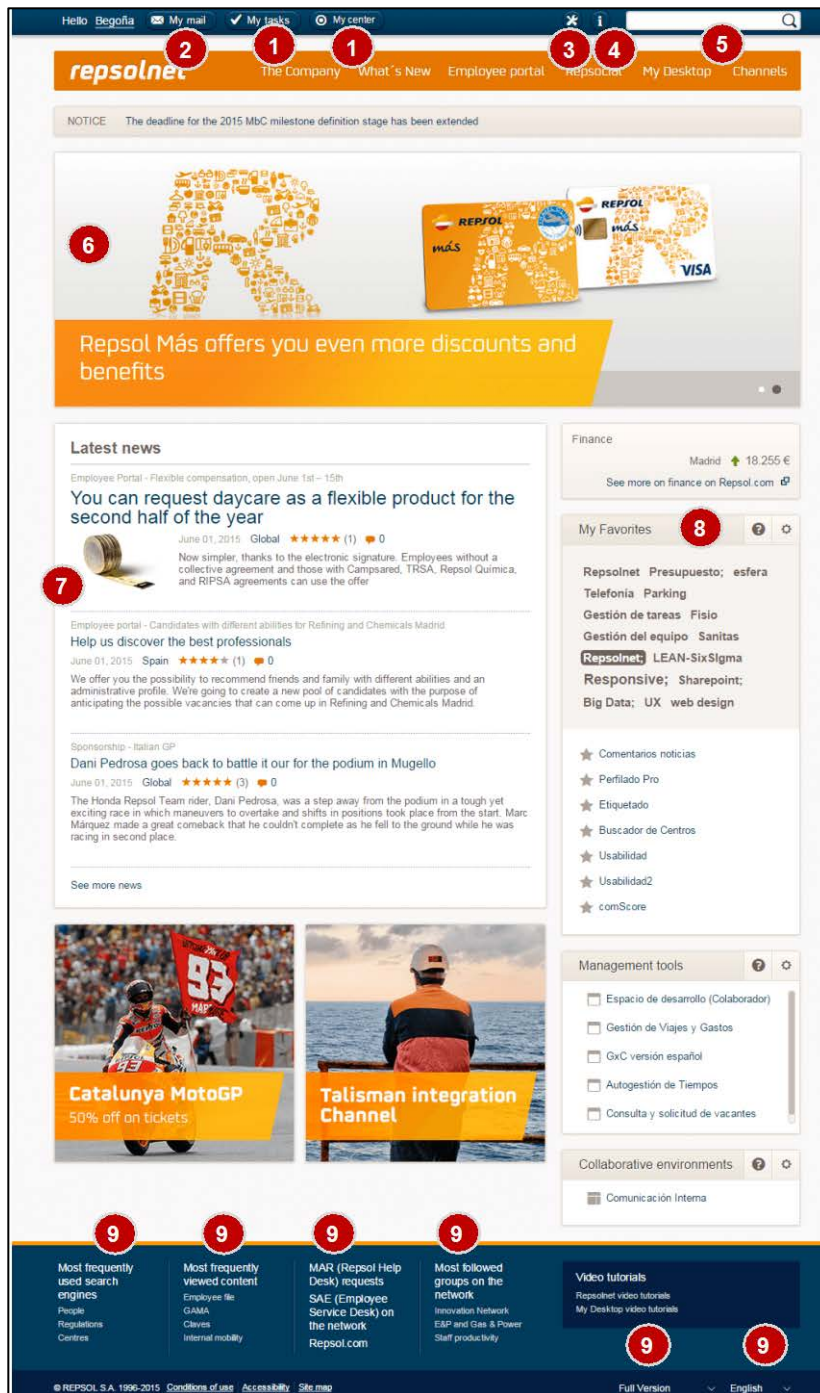 Hello Begoña My mail My tasks My center
2 1 1 3 4 5
repsolnet The Company What´s New Employee portal Repsocial My Desktop Channels
NOTICE The deadline for the 2015 MbC milestone definition stage has been extended
6
REPSOL
más
REPSOL
más
VISA
Repsol Más offers you even more discounts and
benefits
Latest news
Employee Portal - Flexible compensation, open June 1st – 15th
You can request daycare as a flexible product for the
second half of the year
June 01, 2015 Global (1) 0
Now simpler, thanks to the electronic signature. Employees without a
collective agreement and those with Campsared, TRSA, Repsol Química,
and RIPSA agreements can use the offer
7
Employee portal - Candidates with different abilities for Refining and Chemicals Madrid
Help us discover the best professionals
June 01, 2015 Spain (1) 0
We offer you the possibility to recommend friends and family with different abilities and an
administrative profile. We're going to create a new pool of candidates with the purpose of
anticipating the possible vacancies that can come up in Refining and Chemicals Madrid.
Sponsorship - Italian GP
Dani Pedrosa goes back to battle it our for the podium in Mugello
June 01, 2015 Global (3) 0
The Honda Repsol Team rider, Dani Pedrosa, was a step away from the podium in a tough yet
exciting race in which maneuvers to overtake and shifts in positions took place from the start. Marc
Márquez made a great comeback that he couldn't complete as he fell to the ground while he was
racing in second place.
See more news
Finance
Madrid 18.255 €
See more on finance on Repsol.com
My Favorites 8
Repsolnet Presupuesto; esfera
Telefonía Parking
Gestión de tareas Fisio
Gestión del equipo Sanitas
Repsolnet; LEAN-SixSIgma
Responsive; Sharepoint;
Big Data; UX web design
Comentarios noticias
Perfilado Pro
Etiquetado
Buscador de Centros
Usabilidad
Usabilidad2
comScore
93
93
Catalunya MotoGP
50% off on tickets
Talisman integration
Channel
Management tools
Espacio de desarrollo (Colaborador)
Gestión de Viajes y Gastos
GxC versión español
Autogestión de Tiempos
Consulta y solicitud de vacantes
Collaborative environments
Comunicación Interna
9 9 9 9
Most frequently
used search
engines
People
Regulations
Centres
Most frequently
viewed content
Employee file
GAMA
Claves
Internal mobility
MAR (Repsol Help
Desk) requests
SAE (Employee
Service Desk) on
the network
Repsol.com
Most followed
groups on the
network
Innovation Network
E&P and Gas & Power
Staff productivity
Video tutorials
Repsolnet video tutorials
My Desktop video tutorials
9 9
© REPSOL S.A. 1996-2015 Conditions of use Accessibility Site map Full Version English